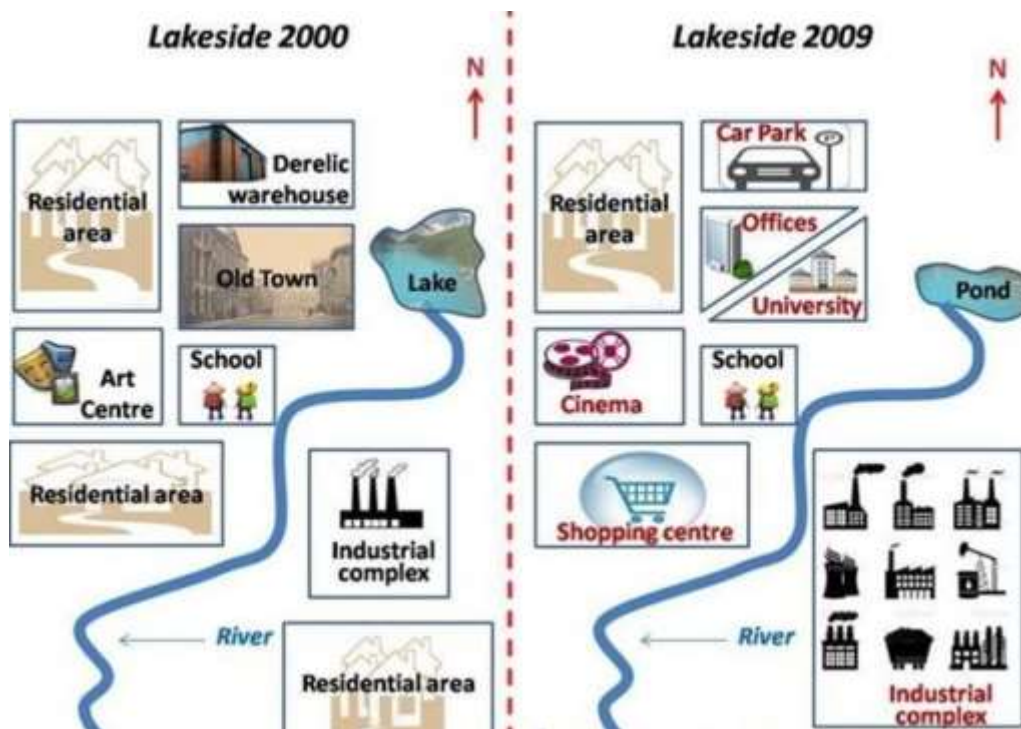 Lakeside 2000
N
Residential
area
Derelic
warehouse
Old Town
Lake
Art
Centre
School
Residential area
Industrial
complex
River
Residential area
Lakeside 2009
N
Residential
area
Car Park
Offices
University
Pond
Cinema
School
Shopping centre
River
Industrial
complex